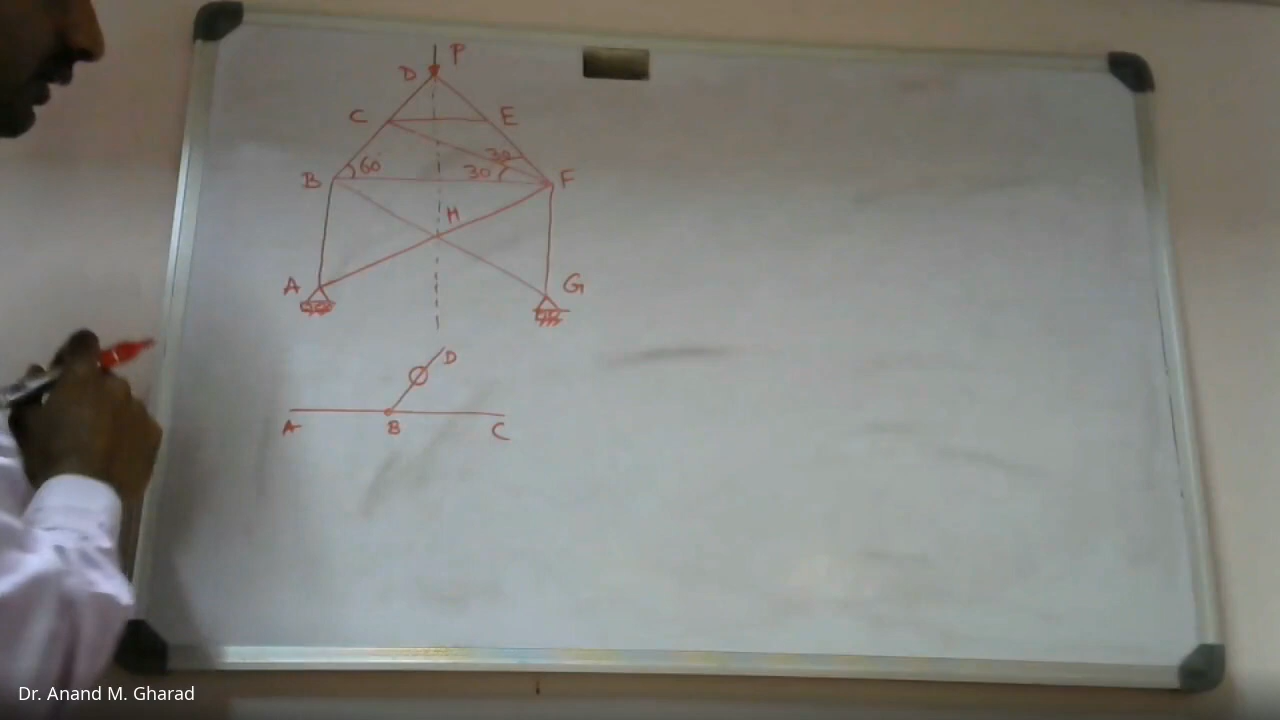 P
D
C E
60 30
B 30 F
H
A G
D
A B C
Dr. Anand M. Gharad